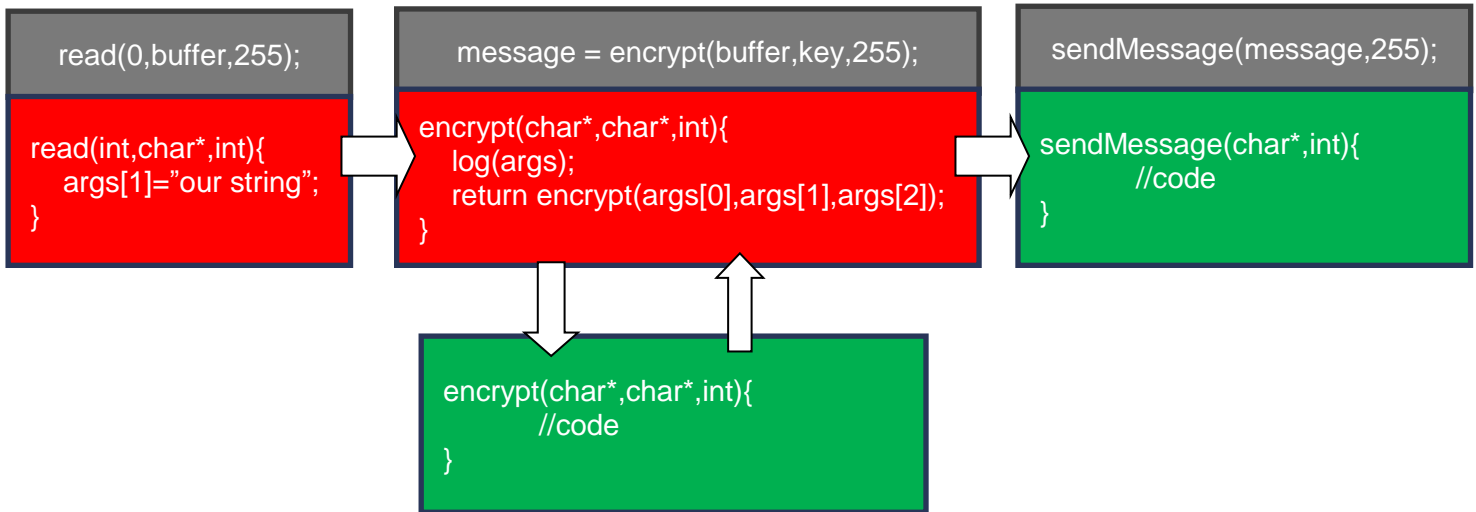 read(0,buffer,255);
read(int,char*,int){
args[1]=”our string”;
}
message = encrypt(buffer,key,255);
encrypt(char*,char*,int){
log(args);
return encrypt(args[0],args[1],args[2]);
}
sendMessage(message,255);
sendMessage(char*,int){
//code
}
encrypt(char*,char*,int){
//code
}